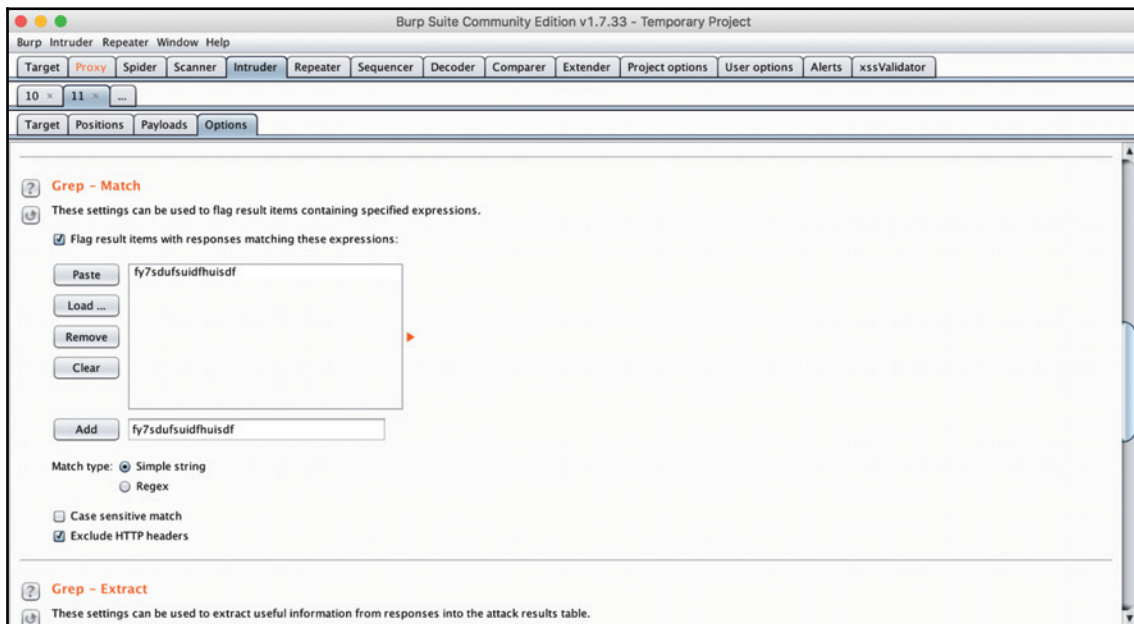 Burp Suite Community Edition v1.7.33 - Temporary Project
Burp Intruder Repeater Window Help
Target Proxy Spider Scanner Intruder Repeater Sequencer Decoder Comparer Extender Project options User options Alerts xssValidator
10 × 11 × ...
Target Positions Payloads Options
? Grep - Match
These settings can be used to flag result items containing specified expressions.
Flag result items with responses matching these expressions:
Paste fy7sdufsuidfhuisdf
Load ...
Remove
Clear
Add fy7sdufsuidfhuisdf
Match type: Simple string
Regex
Case sensitive match
Exclude HTTP headers
? Grep - Extract
These settings can be used to extract useful information from responses into the attack results table.